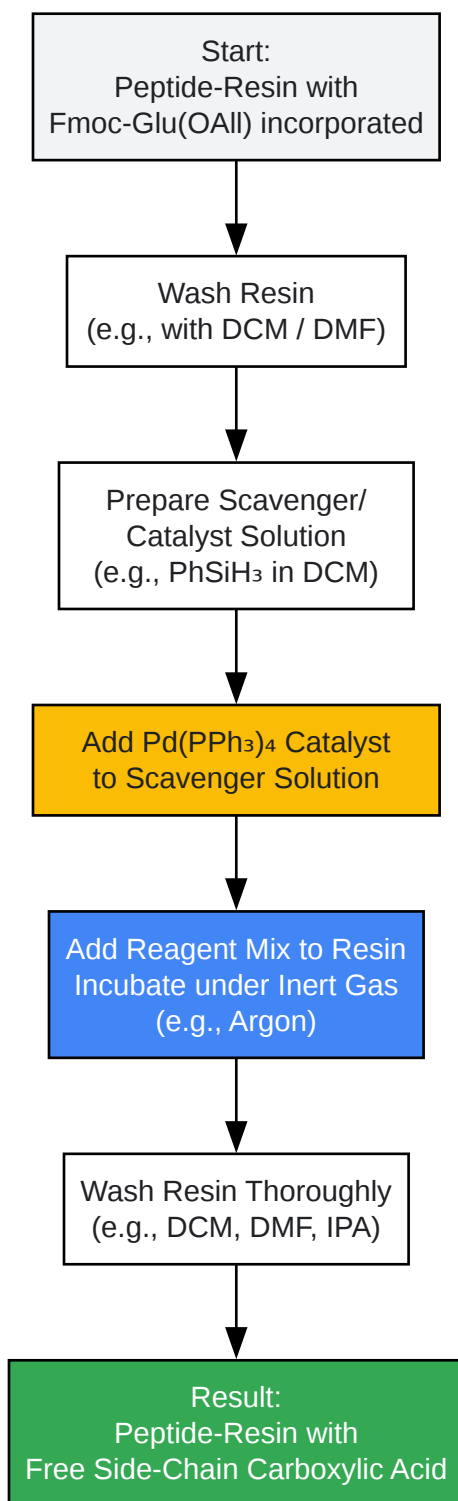 Start:
Peptide-Resin with
Fmoc-Glu(OAll) incorporated
Wash Resin
(e.g., with DCM / DMF)
Prepare Scavenger/
Catalyst Solution
(e.g., PhSiH₃ in DCM)
Add Pd(PPh₃)₄ Catalyst
to Scavenger Solution
Add Reagent Mix to Resin
Incubate under Inert Gas
(e.g., Argon)
Wash Resin Thoroughly
(e.g., DCM, DMF, IPA)
Result:
Peptide-Resin with
Free Side-Chain Carboxylic Acid